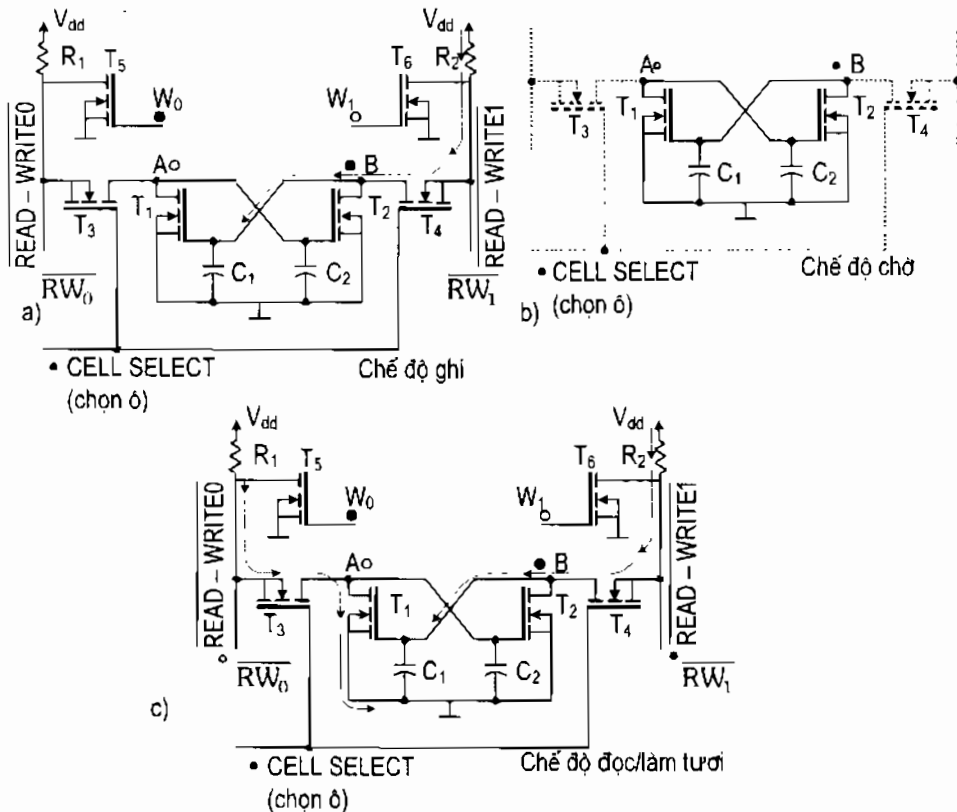 Vdd
Vdd
R1
T5
T6
R2
W0
W1
READ – WRITE0
READ – WRITE1
A
B
T1
T2
T3
T4
C1
C2
RW0
RW1
a)
• CELL SELECT
(chọn ô)
Chế độ ghi
A
B
T1
T2
T3
T4
C1
C2
• CELL SELECT
(chọn ô)
Chế độ chờ
b)
Vdd
Vdd
R1
T5
T6
R2
W0
W1
READ – WRITE0
READ – WRITE1
A
B
T1
T2
T3
T4
C1
C2
RW0
RW1
c)
• CELL SELECT
(chọn ô)
Chế độ đọc/làm tươi